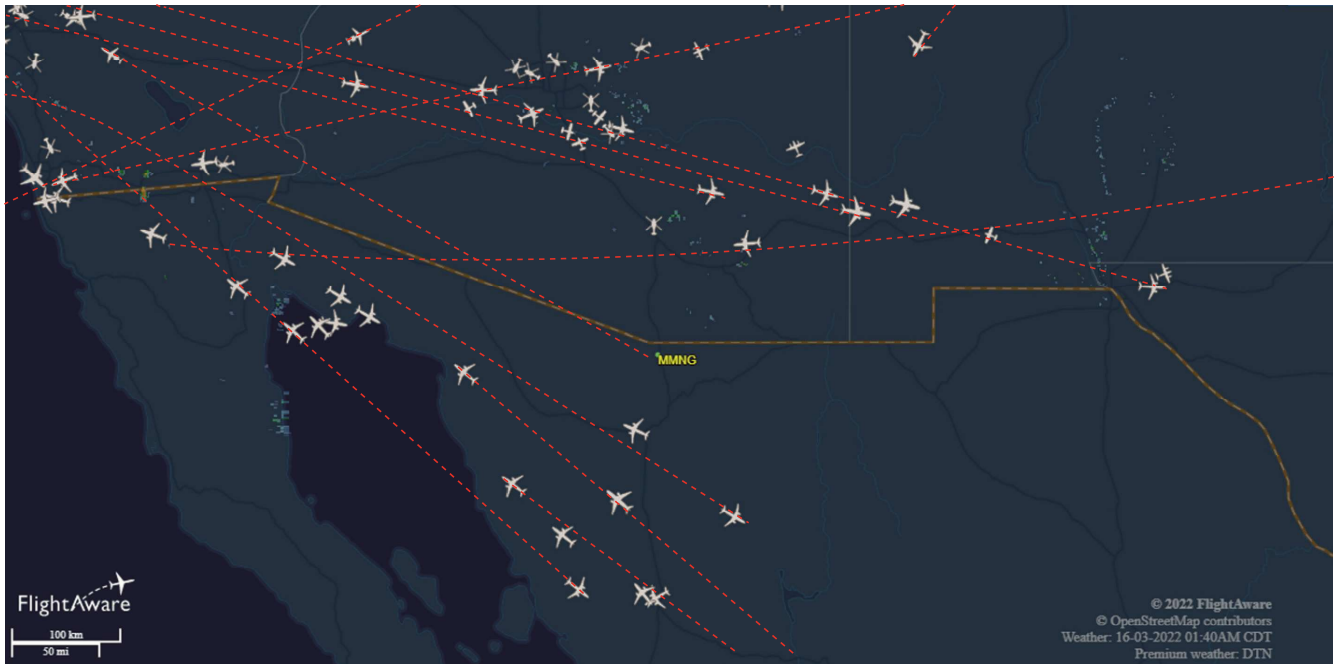 MMNG
FlightAware
100 km
50 mi
© 2022 FlightAware
© OpenStreetMap contributors
Weather: 16-03-2022 01:40AM CDT
Premium weather: DTN